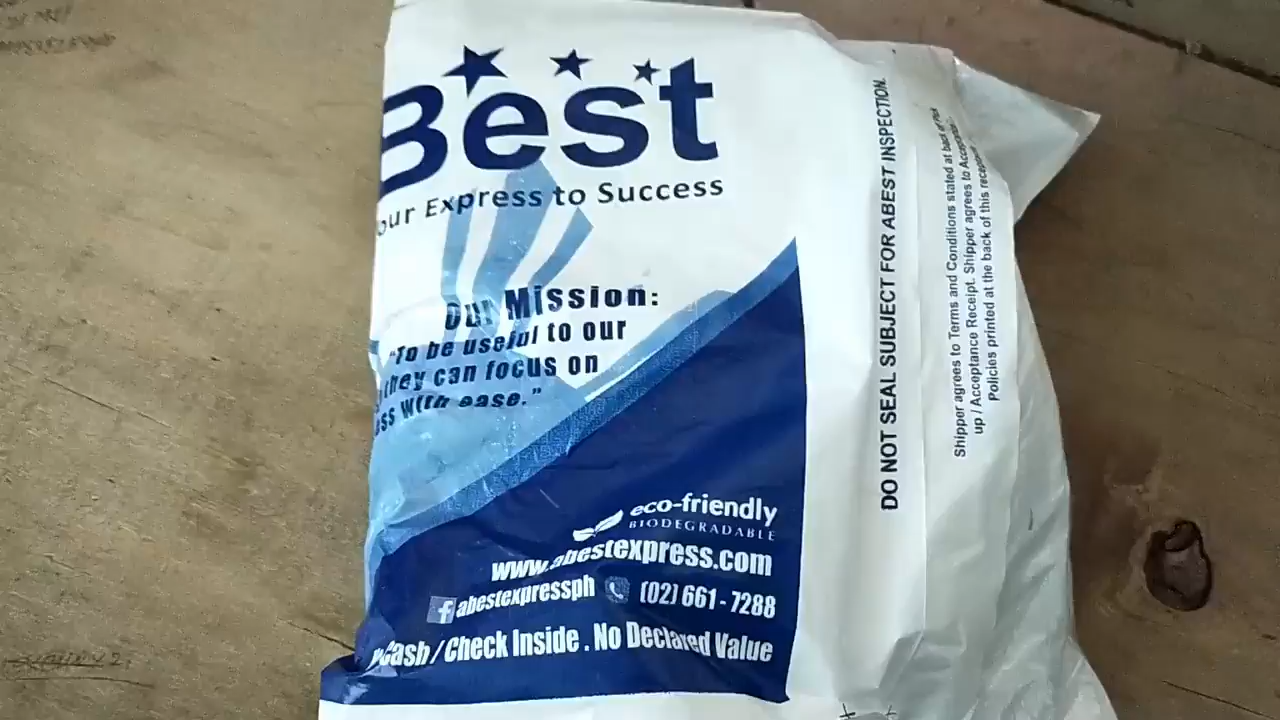 Best
our Express to Success
Our Mission:
"To be useful to our
they can focus on
ss with ease."
eco-friendly
BIODEGRADABLE
www.abestexpress.com
abestexpressph (02) 661 - 7288
Cash / Check Inside . No Declared Value
DO NOT SEAL SUBJECT FOR ABEST INSPECTION.
Shipper agrees to Terms and Conditions stated at back of
up / Acceptance Receipt. Shipper agrees to
Policies printed at the back of this